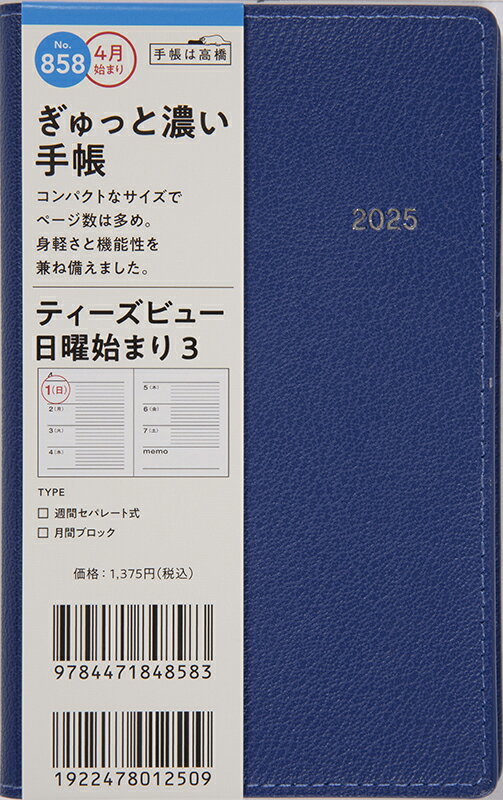 No.
858
4月
始まり
手帳は高橋
ぎゅっと濃い
手帳
コンパクトなサイズで
ページ数は多め。
身軽さと機能性を
兼ね備えました。
2025
ティーズビュー
日曜始まり 3
4
1(日)
2(月)
3(火)
4(水)
5(木)
6(金)
7(土)
memo
TYPE
□ 週間セパレート式
□ 月間ブロック
価格:1,375円(税込)
9784471848583
1922478012509